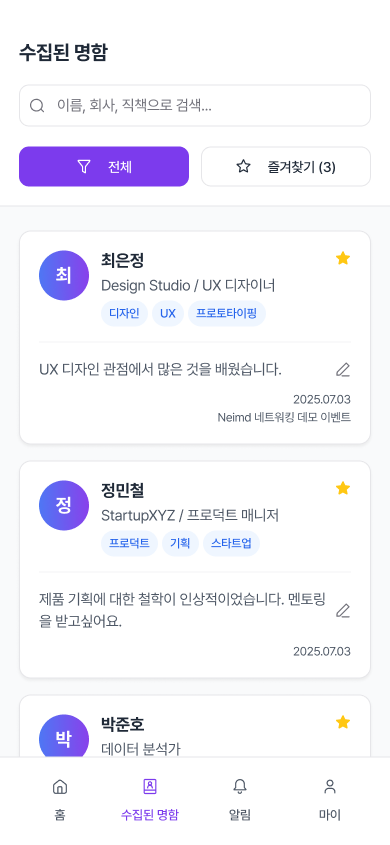 수집된 명함
이름, 회사, 직책으로 검색...
전체
즐겨찾기 (3)
최
최은정
Design Studio / UX 디자이너
디자인 UX 프로토타이핑
UX 디자인 관점에서 많은 것을 배웠습니다.
2025.07.03
Neimd 네트워킹 데모 이벤트
정
정민철
StartupXYZ / 프로덕트 매니저
프로덕트 기획 스타트업
제품 기획에 대한 철학이 인상적이었습니다. 멘토링
을 받고싶어요.
2025.07.03
박
박준호
데이터 분석가
홈
수집된 명함
알림
마이